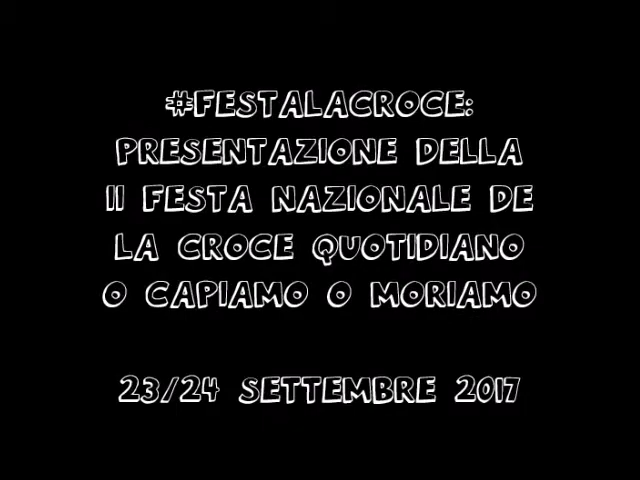 #FESTALACROCE:
PRESENTAZIONE DELLA
II FESTA NAZIONALE DE
LA CROCE QUOTIDIANO
O CAPIAMO O MORIAMO
23/24 SETTEMBRE 2017